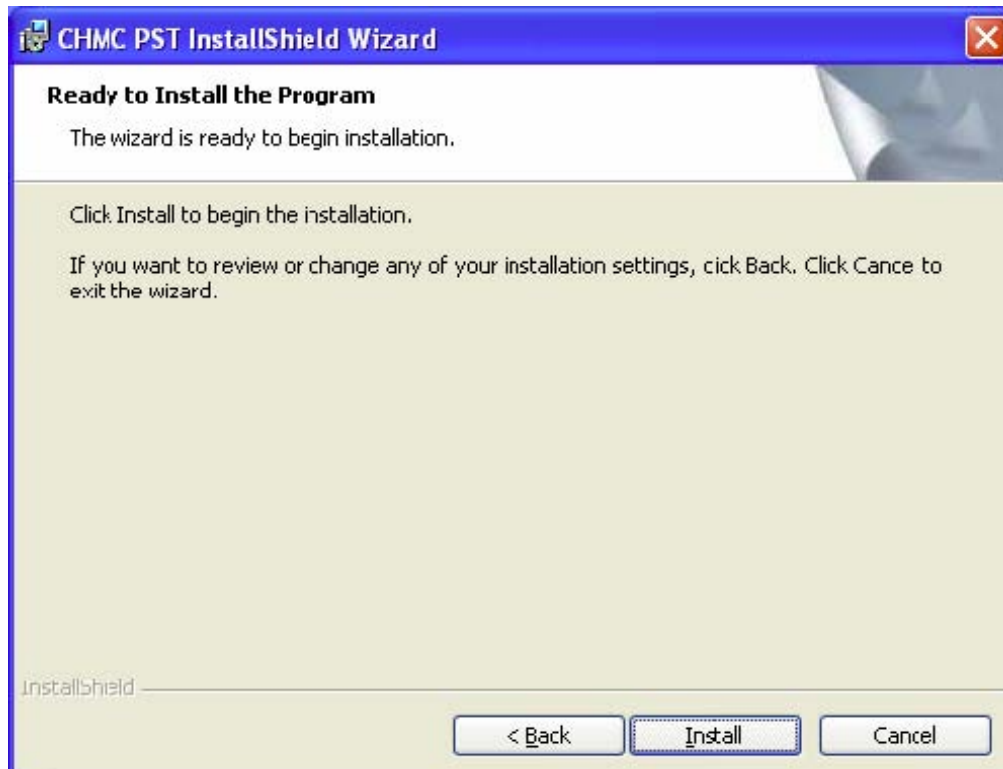 CHMC PST InstallShield Wizard
Ready to Install the Program
The wizard is ready to begin installation.
Click Install to begin the installation.
If you want to review or change any of your installation settings, cick Back. Click Cance to
exit the wizard.
InstallShield
< Back
Install
Cancel